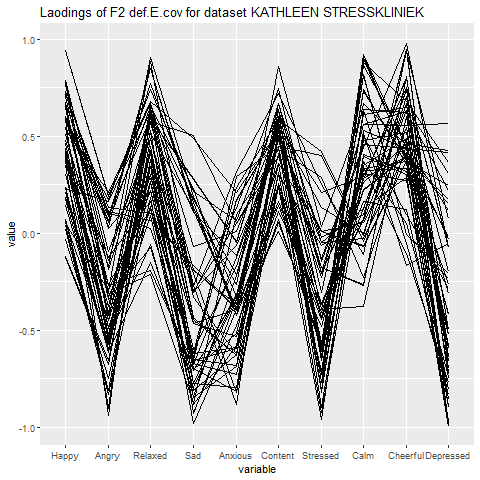 Laodings of F2 def.E.cov for dataset KATHLEEN STRESSKLINIEK
1.0
0.5
0.0
-0.5
-1.0
value
Happy Angry Relaxed Sad Anxious Content Stressed Calm Cheerful Depressed
variable